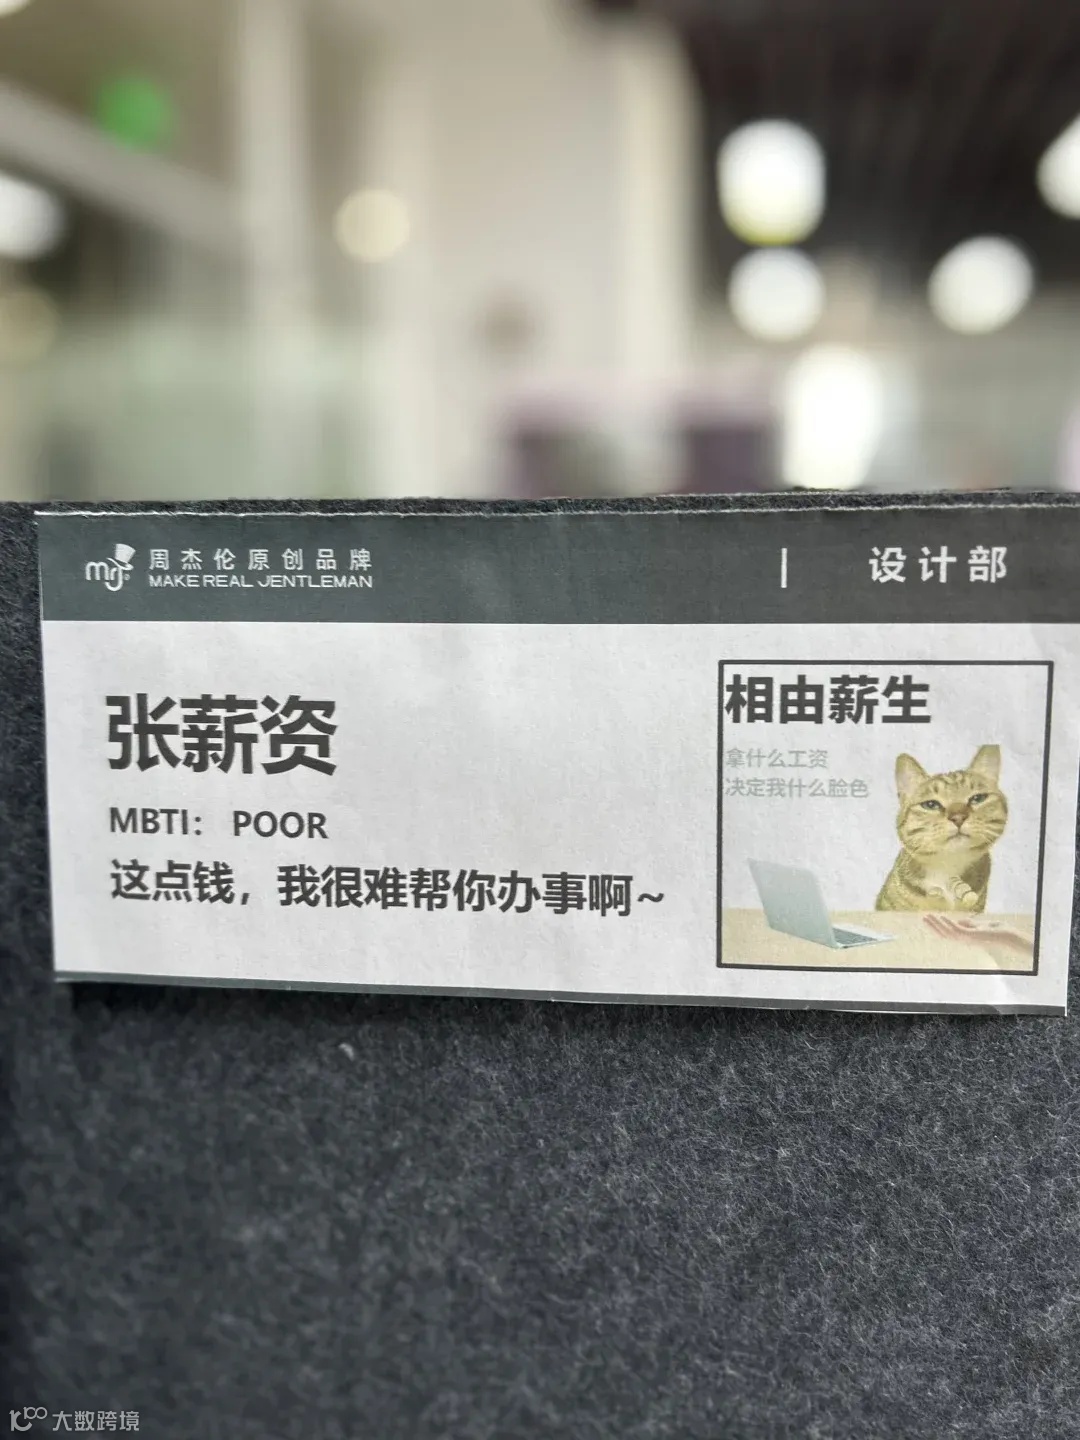 mrj 周杰伦原创品牌
MAKE REAL JENTLEMAN
| 设计部
张薪资
MBTI： POOR
这点钱，我很难帮你办事啊~
相由薪生
拿什么工资
决定我什么脸色
大数跨境